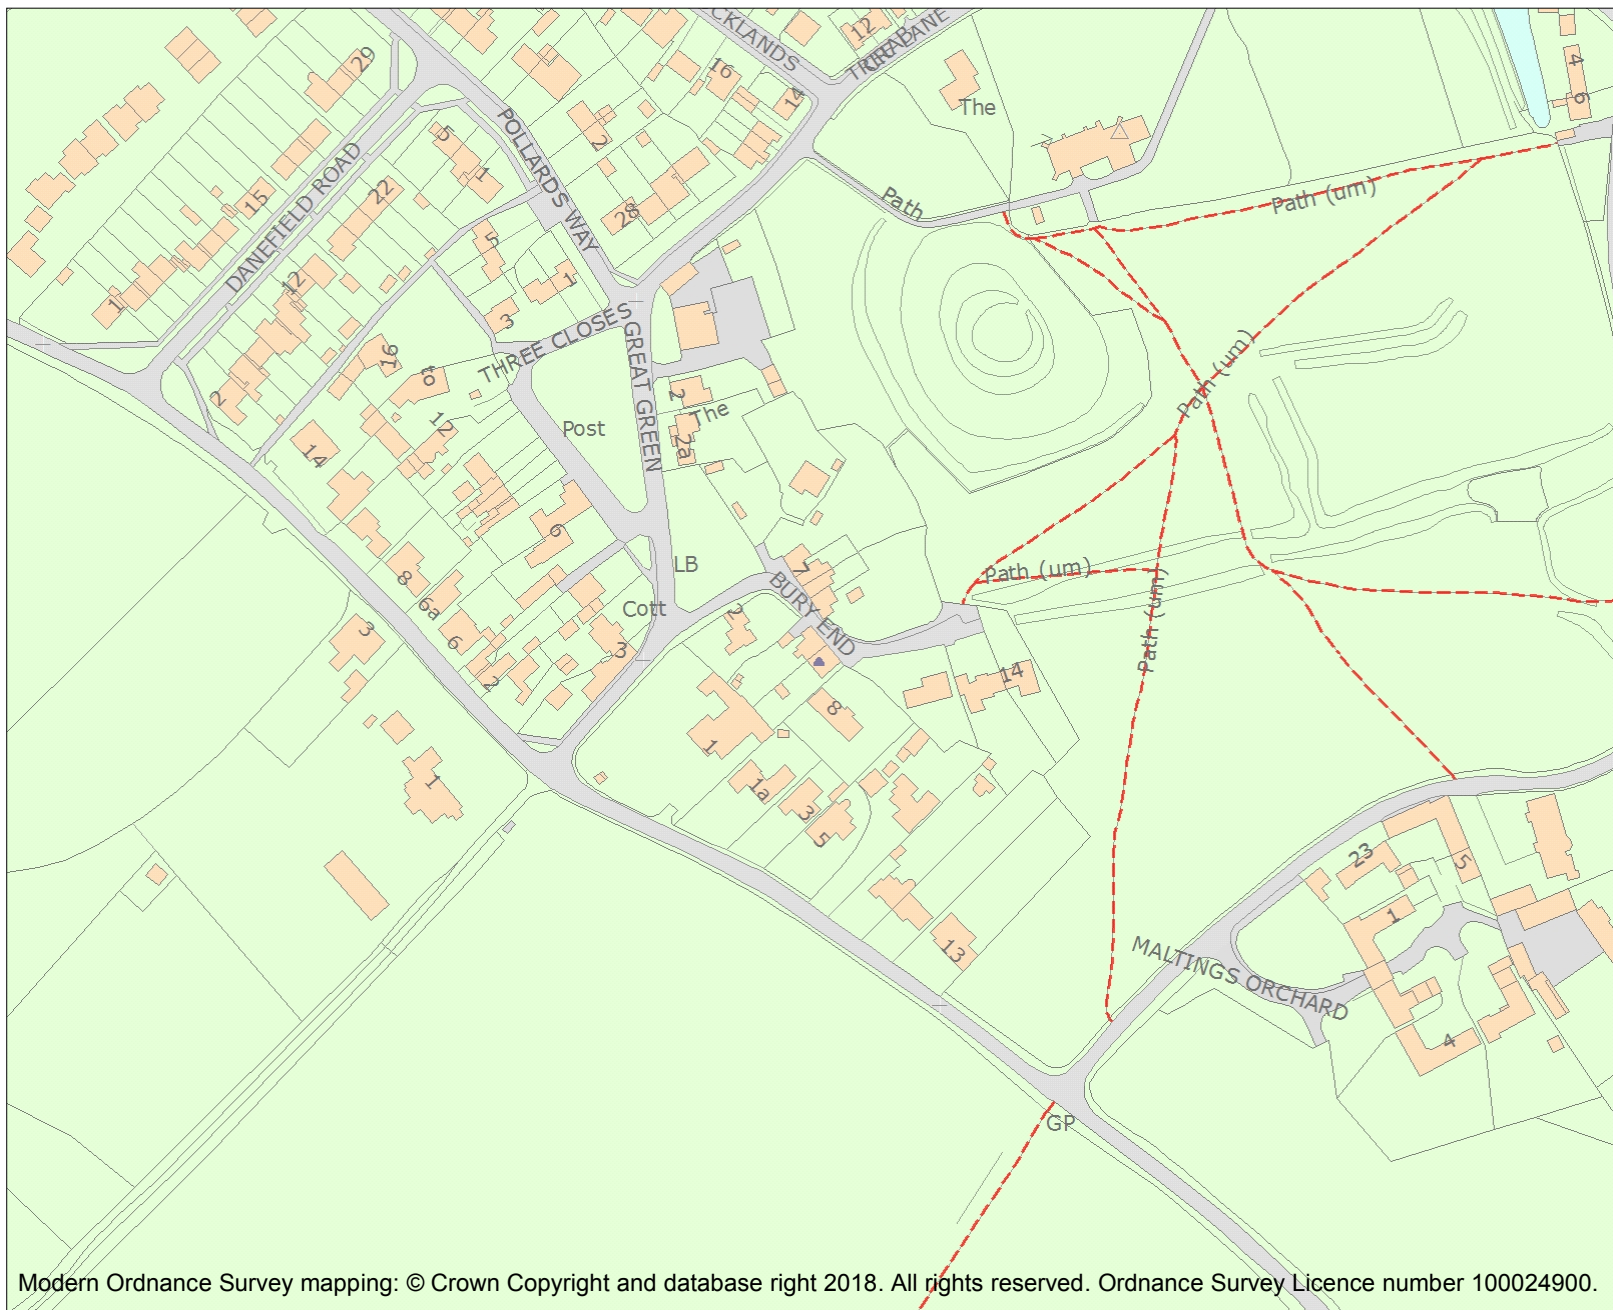 CKLANDS
12
29
16
The
4
6
14
POLLARDS WAY
5
2
DANEFIELD ROAD
1
15
22
28
Path
Path (um)
5
12
1
1
3
THREE CLOSES
GREAT GREEN
Path (um)
16
to
2
The
2
12
Post
2a
14
6
LB
7
BURY END
Path (um)
8
6a
Cott
2
Path (um)
3
6
3
2
14
8
1
1
1a
3
5
23
5
1
13
MALTINGS ORCHARD
4
GP
Modern Ordnance Survey mapping: © Crown Copyright and database right 2018. All rights reserved. Ordnance Survey Licence number 100024900.